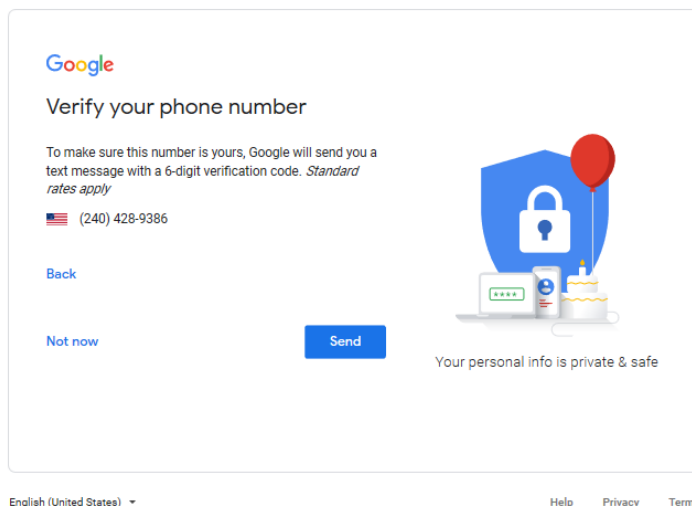 Google
Verify your phone number
To make sure this number is yours, Google will send you a
text message with a 6-digit verification code. Standard
rates apply
(240) 428-9386
Back
Not now
Send
****
Your personal info is private & safe
English (United States)
Help
Privacy
Term